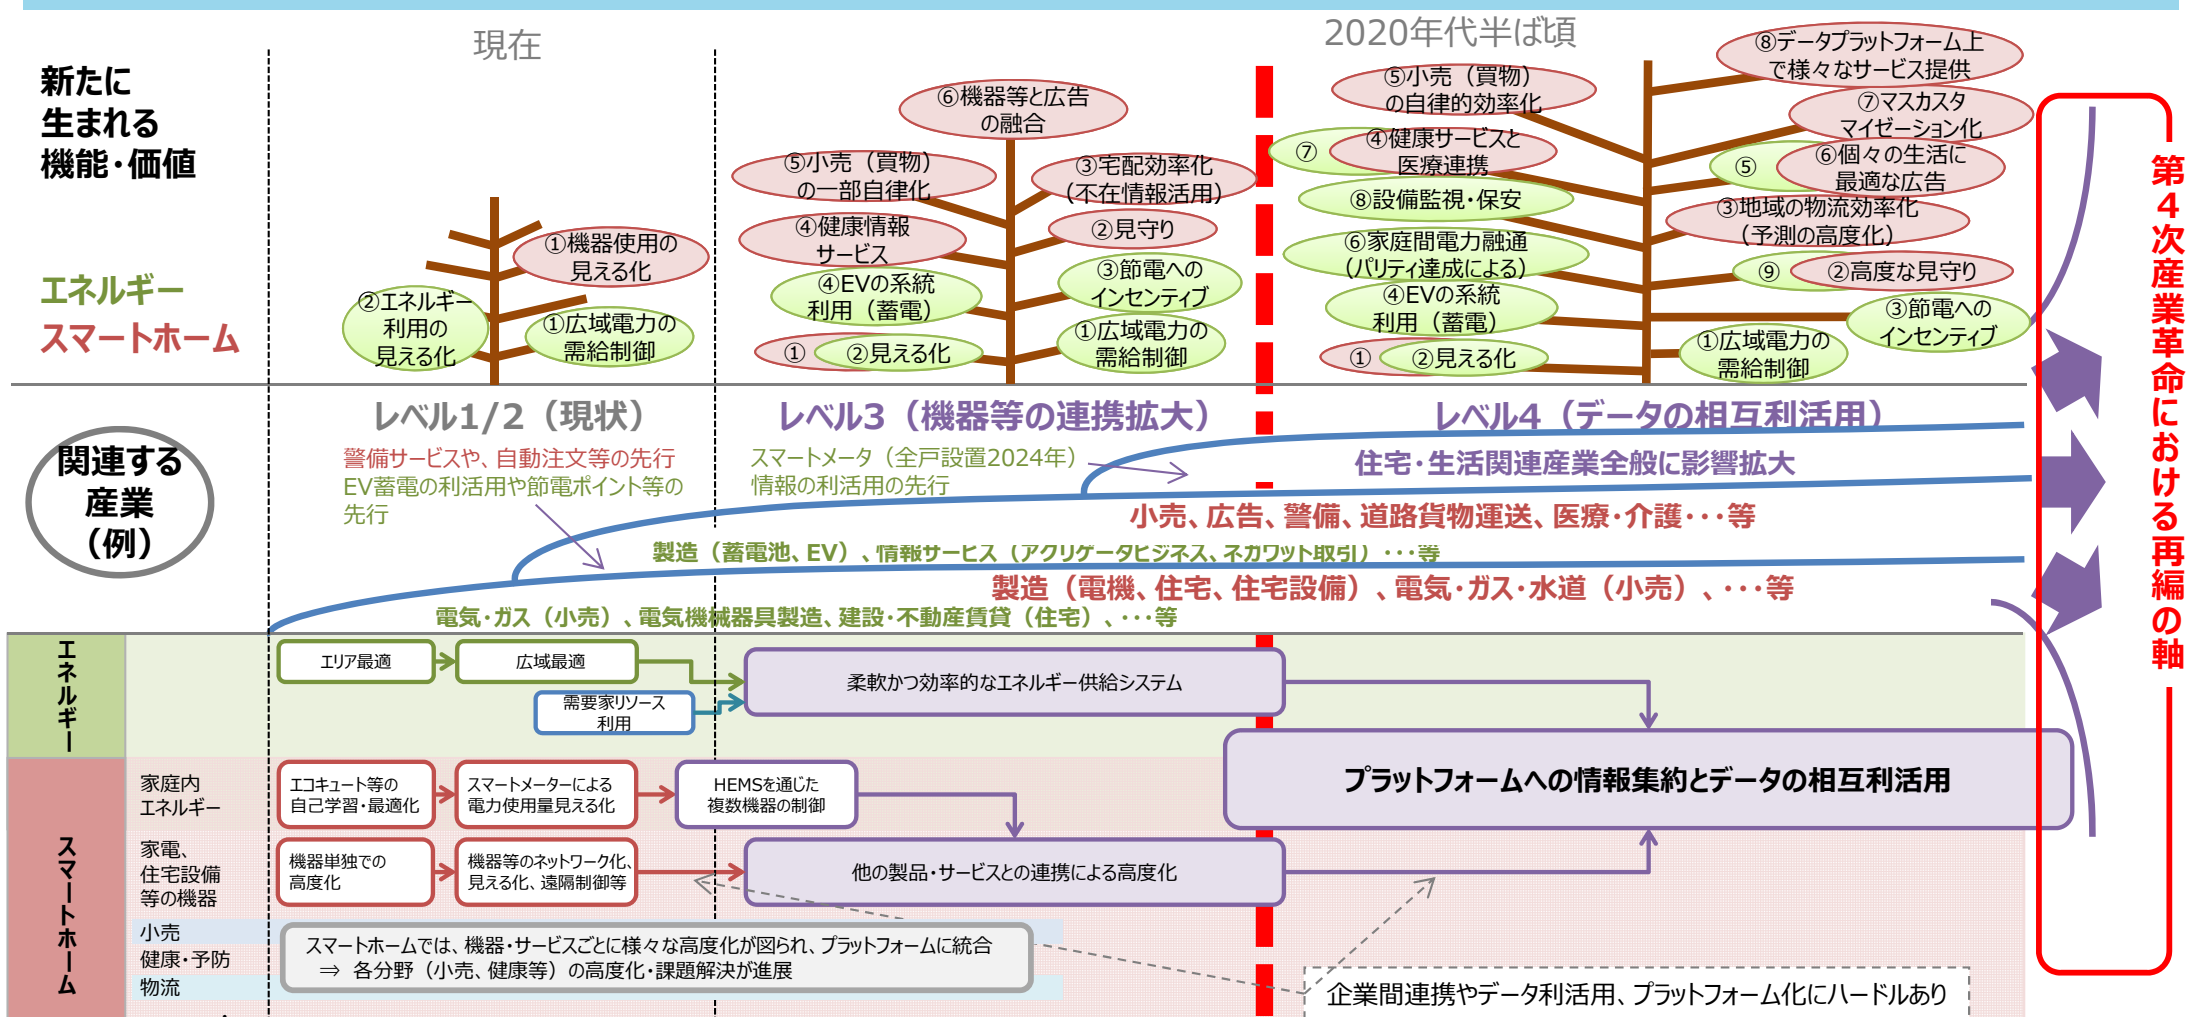 現在
2020年代半ば頃
新たに
生まれる
機能・価値
エネルギー
スマートホーム
①機器使用の
見える化
②エネルギー
利用の
見える化
①広域電力の
需給制御
⑥機器等と広告
の融合
⑤小売（買物）
の一部自律化
③宅配効率化
（不在情報活用）
④健康情報
サービス
②見守り
④EVの系統
利用（蓄電）
③節電への
インセンティブ
①
②見える化
①広域電力の
需給制御
⑧データプラットフォーム上
で様々なサービス提供
⑤小売（買物）
の自律的効率化
⑦マスカスタ
マイゼーション化
⑦
④健康サービスと
医療連携
⑤
⑥個々の生活に
最適な広告
⑧設備監視・保安
③地域の物流効率化
（予測の高度化）
⑥家庭間電力融通
（パリティ達成による）
⑨
②高度な見守り
④EVの系統
利用（蓄電）
③節電への
インセンティブ
①
②見える化
①広域電力の
需給制御
第４次産業革命における再編の軸
関連する
産業
（例）
レベル1/2（現状）
レベル3（機器等の連携拡大）
レベル4（データの相互利活用）
警備サービスや、自動注文等の先行
EV蓄電の利活用や節電ポイント等の
先行
スマートメータ（全戸設置2024年）
情報の利活用の先行
住宅・生活関連産業全般に影響拡大
小売、広告、警備、道路貨物運送、医療・介護・・・等
製造（蓄電池、EV）、情報サービス（アグリゲータビジネス、ネガワット取引）・・・等
製造（電機、住宅、住宅設備）、電気・ガス・水道（小売）、・・・等
電気・ガス（小売）、電気機械器具製造、建設・不動産賃貸（住宅）、・・・等
エネルギー
エリア最適
広域最適
需要家リソース
利用
柔軟かつ効率的なエネルギー供給システム
プラットフォームへの情報集約とデータの相互利活用
スマートホーム
家庭内
エネルギー
エコキュート等の
自己学習・最適化
スマートメーターによる
電力使用量見える化
HEMSを通じた
複数機器の制御
家電、
住宅設備
等の機器
機器単独での
高度化
機器等のネットワーク化、
見える化、遠隔制御等
他の製品・サービスとの連携による高度化
小売
健康・予防
物流
スマートホームでは、機器・サービスごとに様々な高度化が図られ、プラットフォームに統合
⇒ 各分野（小売、健康等）の高度化・課題解決が進展
企業間連携やデータ利活用、プラットフォーム化にハードルあり